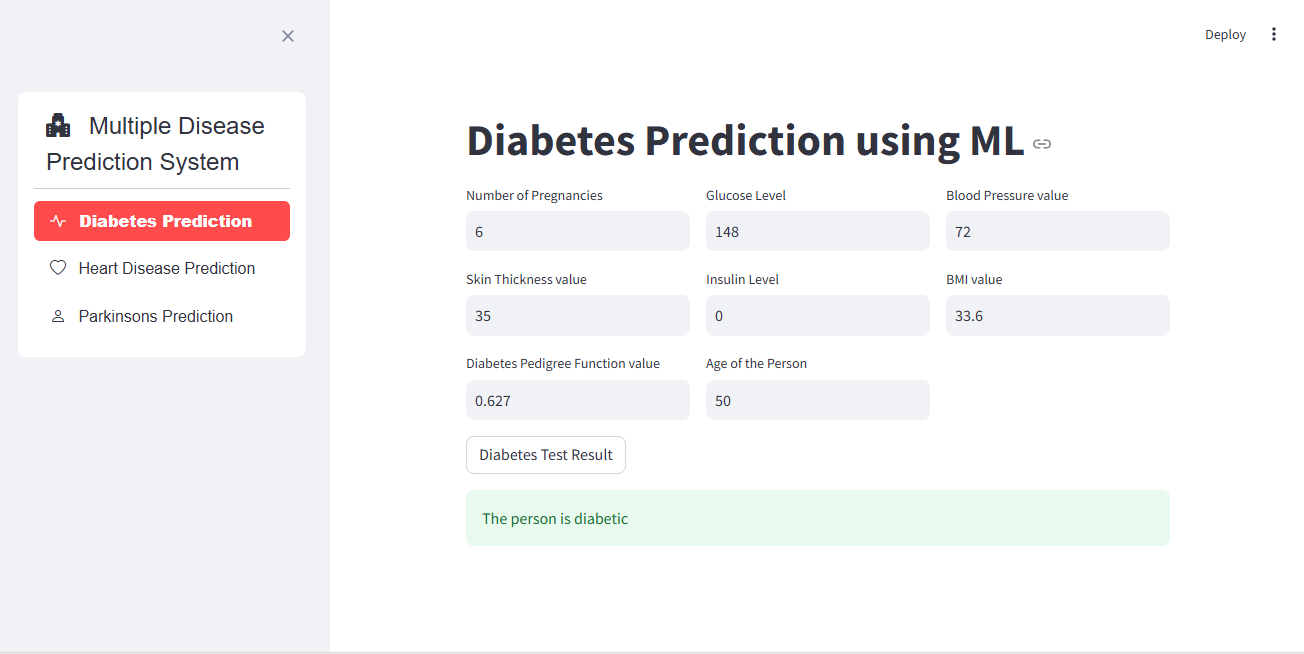 Deploy
Multiple Disease
Prediction System
Diabetes Prediction
Heart Disease Prediction
Parkinsons Prediction
Diabetes Prediction using ML
Number of Pregnancies Glucose Level Blood Pressure value
6 148 72
Skin Thickness value Insulin Level BMI value
35 0 33.6
Diabetes Pedigree Function value Age of the Person
0.627 50
Diabetes Test Result
The person is diabetic